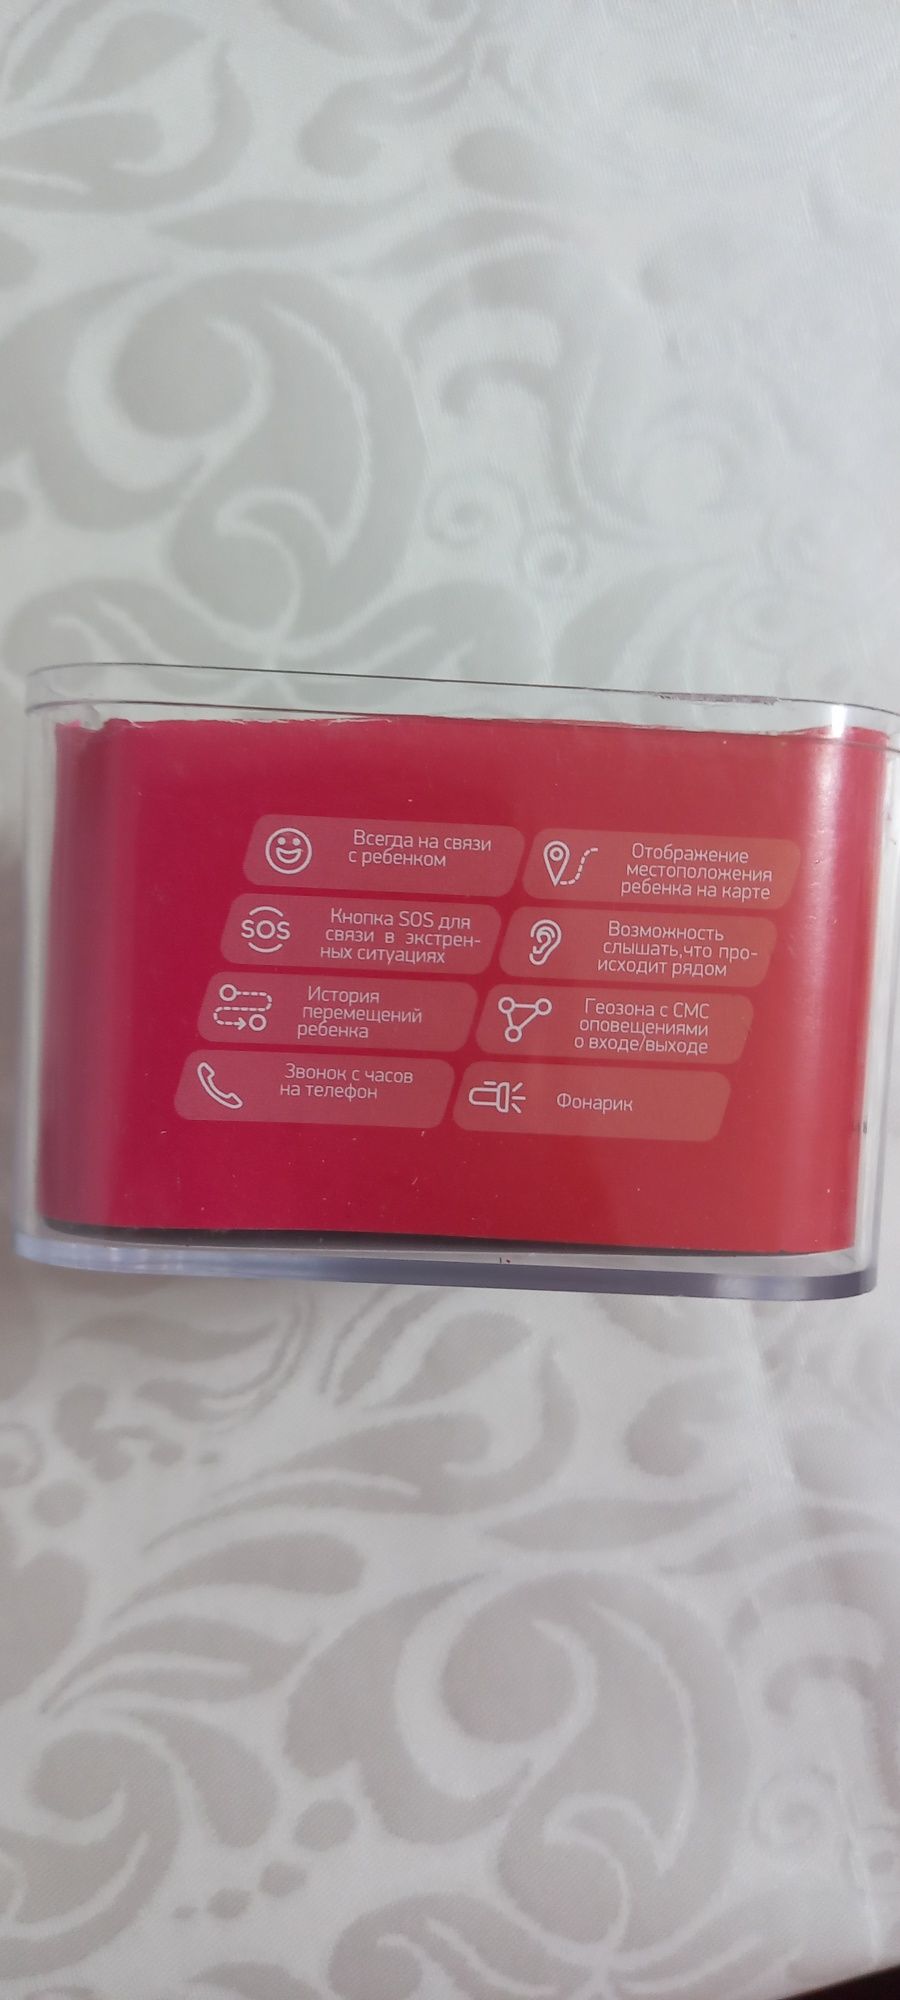 Всегда на связи
с ребенком
Отображение
местоположения
ребенка на карте
SOS
Кнопка SOS для
связи в экстрен-
ных ситуациях
Возможность
слышать,что про-
исходит рядом
История
перемещений
ребенка
Геозона с СМС
оповещениями
о входе/выходе
Звонок с часов
на телефон
Фонарик